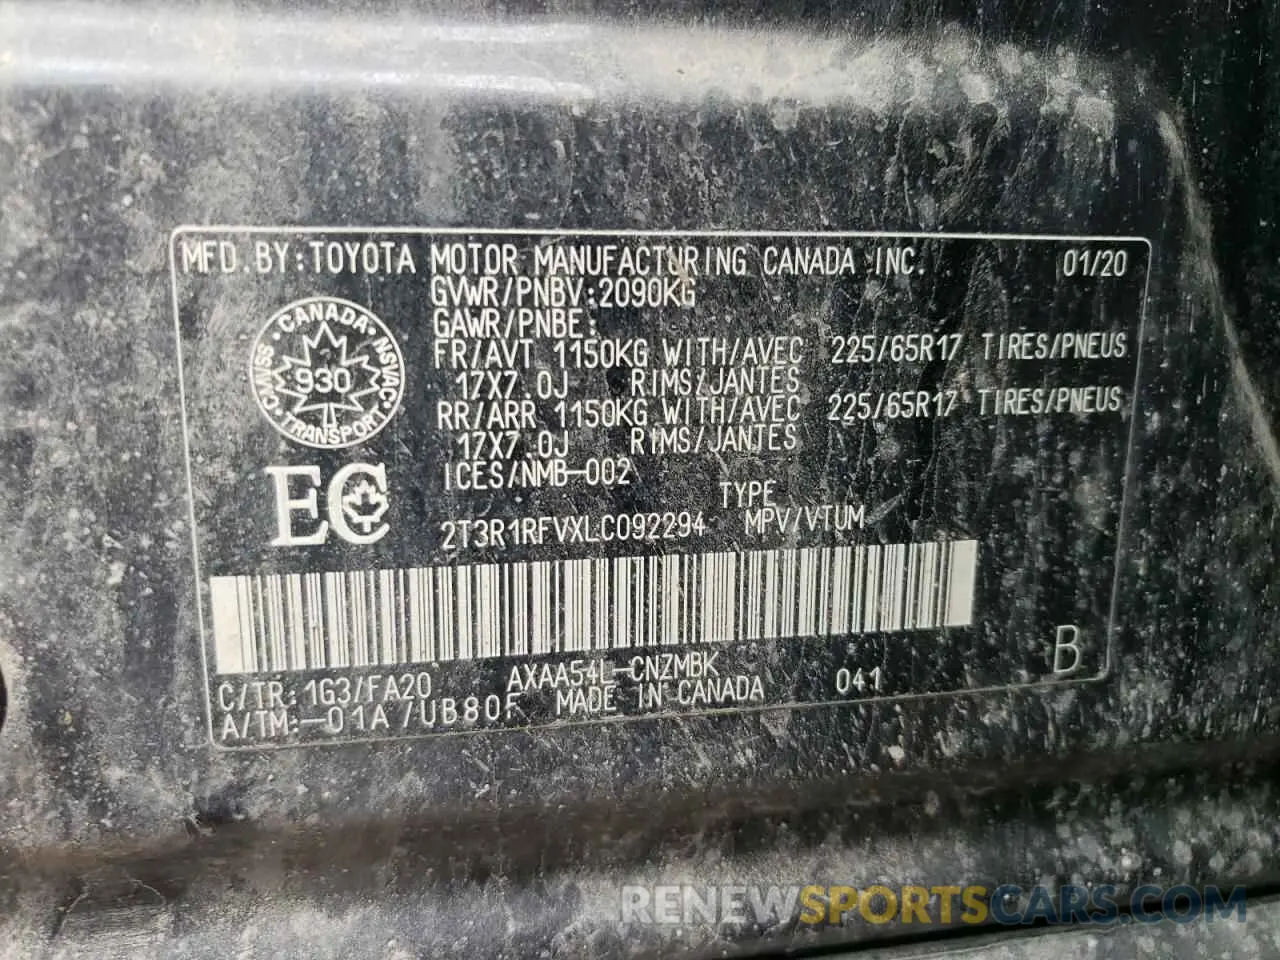 MFD.BY:TOYOTA MOTOR MANUFACTURING CANADA INC. 01/20
GVWR/PNBV:2090KG
GAWR/PNBE:
FR/AVT 1150KG WITH/AVEC 225/65R17 TIRES/PNEUS
17X7.0J RIMS/JANTES
RR/ARR 1150KG WITH/AVEC 225/65R17 TIRES/PNEUS
17X7.0J RIMS/JANTES
ICES/NMB-002
CANADA
CMVSS 930 NSVAC
TRANSPORT
EC
TYPE
2T3R1RFVXLC092294 MPV/VTUM
B
C/TR:1G3/FA20 AXAA54L-CNZMBK 041
A/TM:-01A/UB80F MADE IN CANADA
RENEWSPORTSCARS.COM